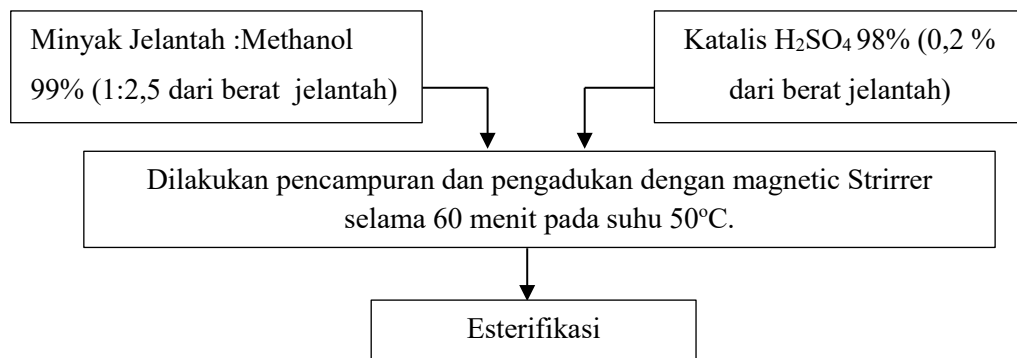 Minyak Jelantah :Methanol
99% (1:2,5 dari berat jelantah)
Katalis H₂SO₄ 98% (0,2 %
dari berat jelantah)
Dilakukan pencampuran dan pengadukan dengan magnetic Strirrer
selama 60 menit pada suhu 50ºC.
Esterifikasi